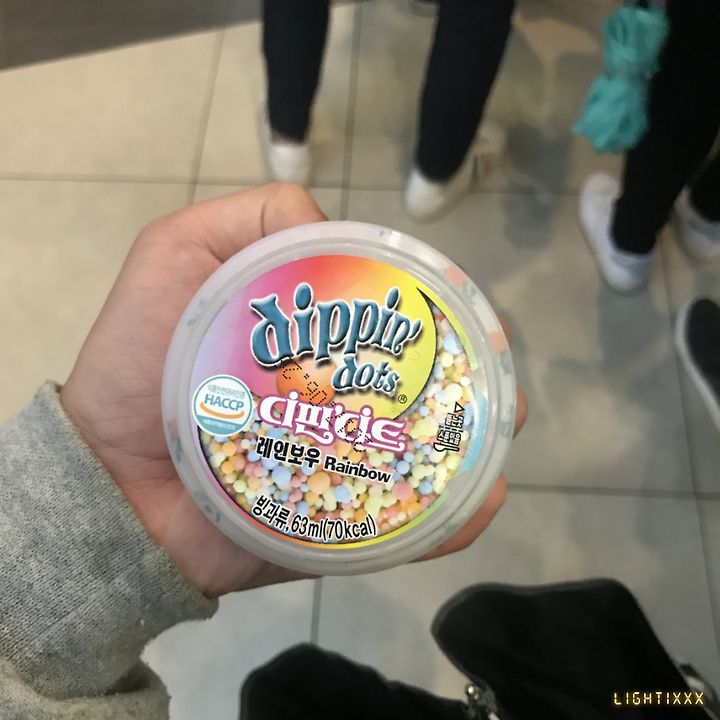 dippin'
dots®
HACCP
디핀다트
레인보우 Rainbow
빙과류, 63ml(70kcal)
LIGHTIXXX